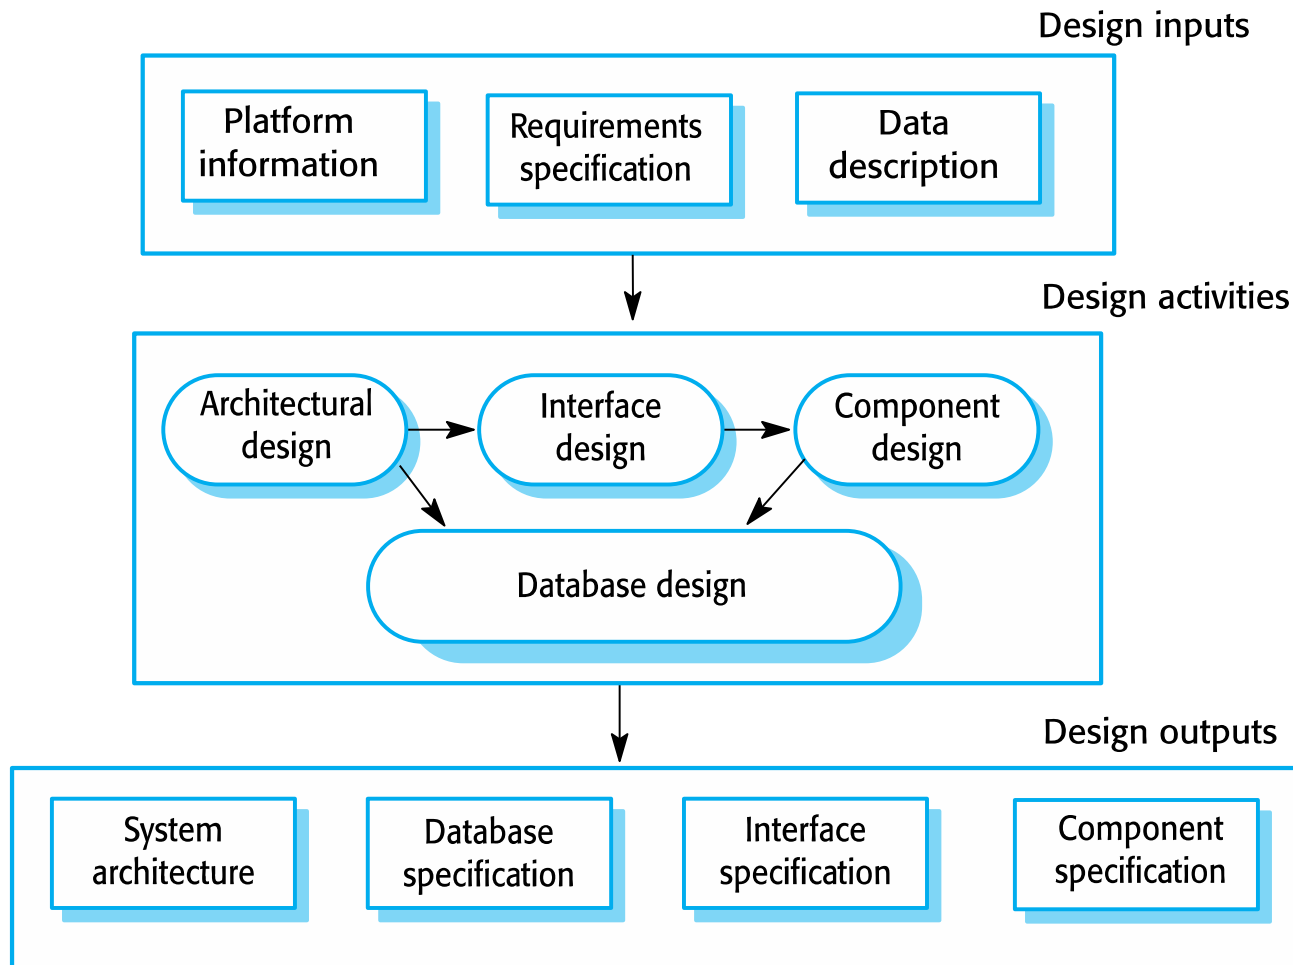 Design inputs
Platform
information
Requirements
specification
Data
description
Design activities
Architectural
design
Interface
design
Component
design
Database design
Design outputs
System
architecture
Database
specification
Interface
specification
Component
specification